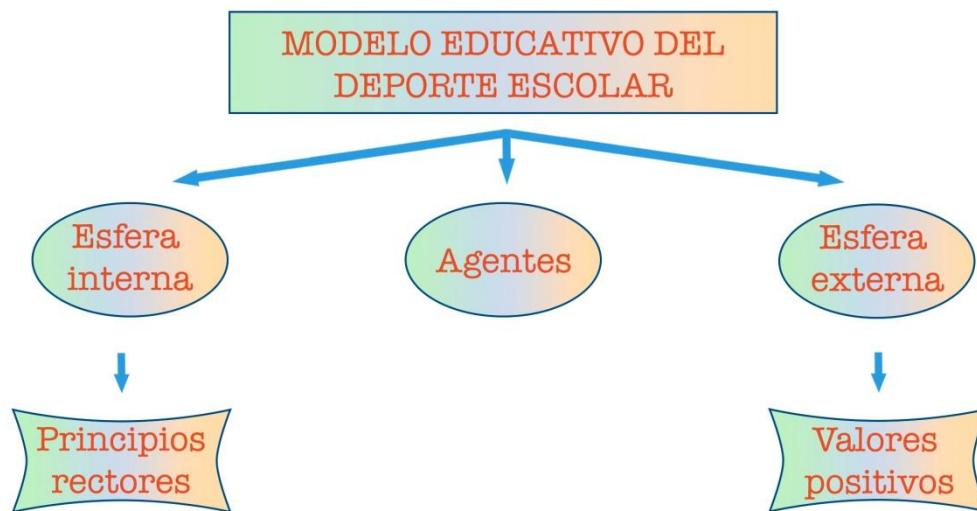 MODELO EDUCATIVO DEL
DEPORTE ESCOLAR
Esfera
interna
Agentes
Esfera
externa
Principios
rectores
Valores
positivos